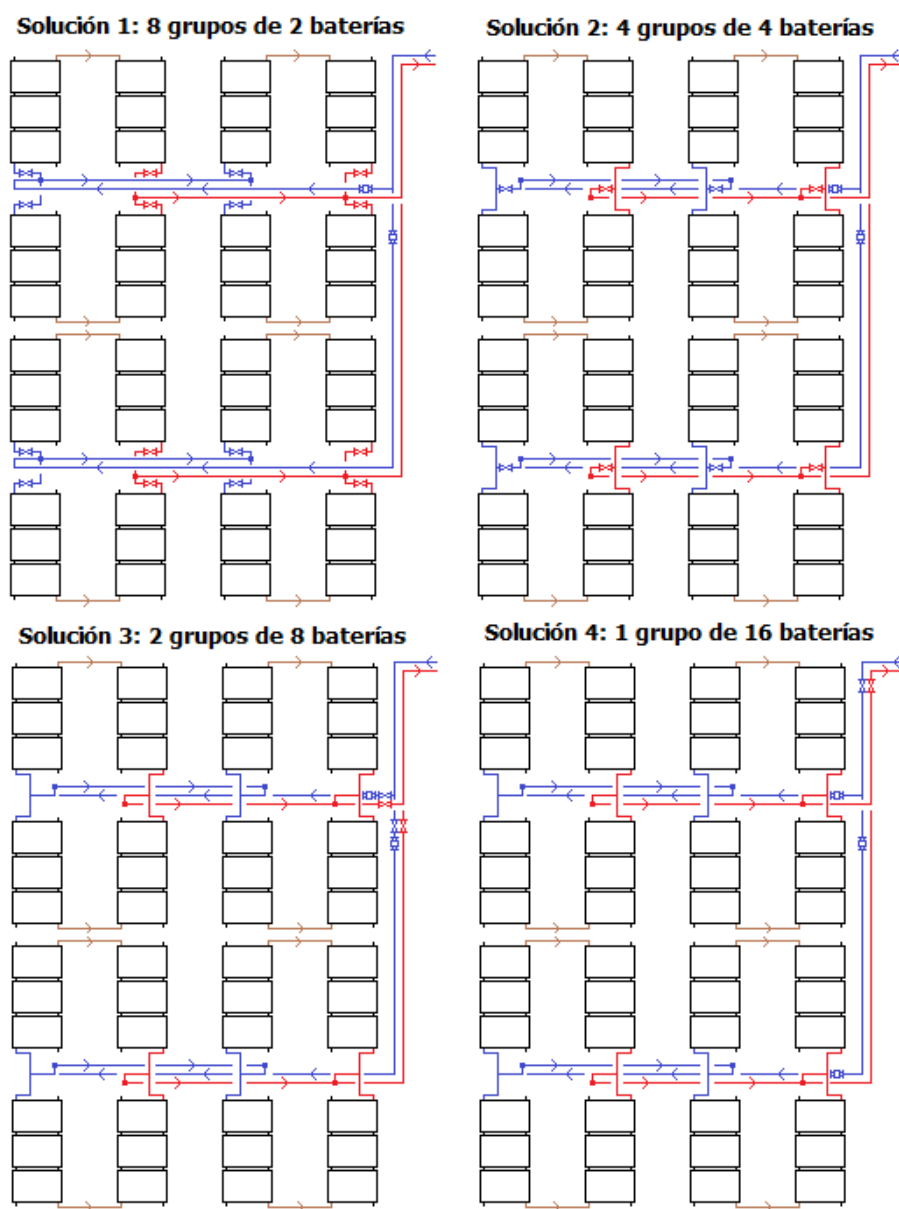 Solución 1: 8 grupos de 2 baterías
Solución 2: 4 grupos de 4 baterías
Solución 3: 2 grupos de 8 baterías
Solución 4: 1 grupo de 16 baterías